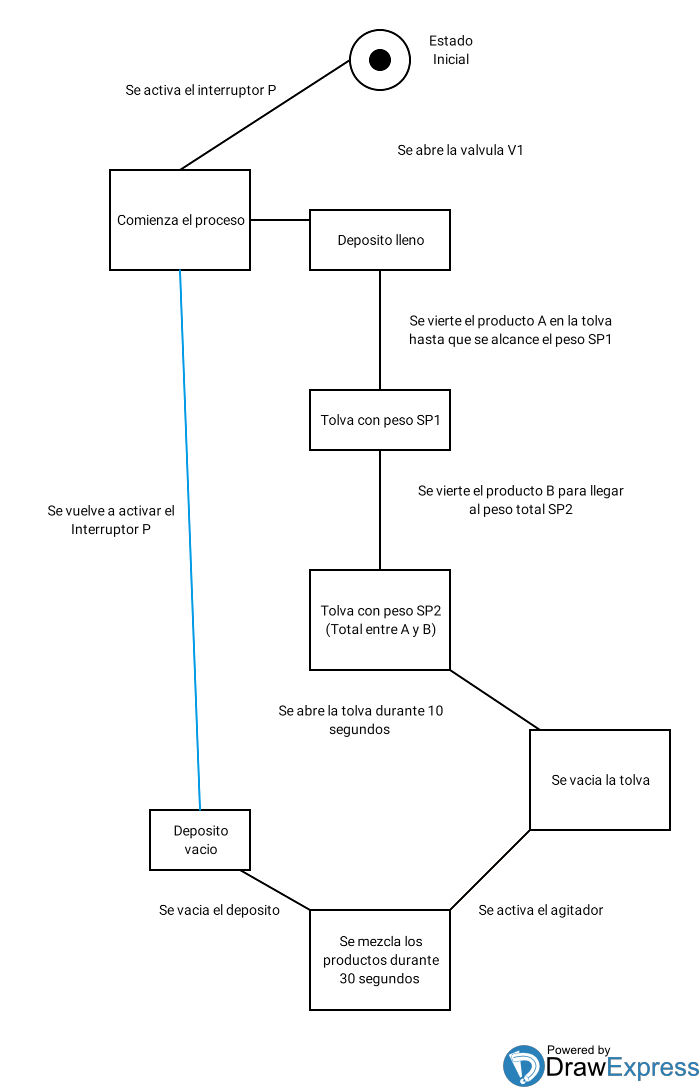 Estado
Inicial
Se activa el interruptor P
Se abre la valvula V1
Comienza el proceso
Deposito lleno
Se vierte el producto A en la tolva
hasta que se alcance el peso SP1
Tolva con peso SP1
Se vierte el producto B para llegar
al peso total SP2
Se vuelve a activar el
Interruptor P
Tolva con peso SP2
(Total entre A y B)
Se abre la tolva durante 10
segundos
Se vacia la tolva
Deposito
vacio
Se vacia el deposito
Se activa el agitador
Se mezcla los
productos durante
30 segundos
Powered by
DrawExpress